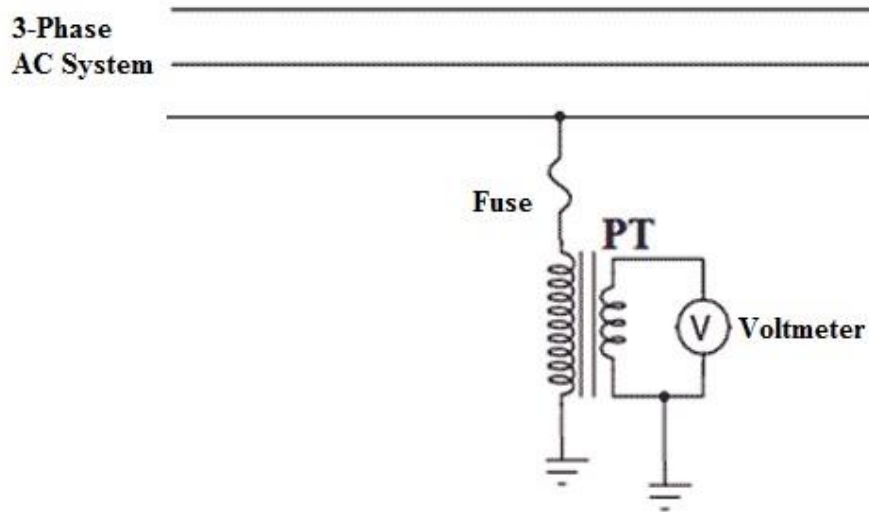 3-Phase
AC System
Fuse
PT
V
Voltmeter